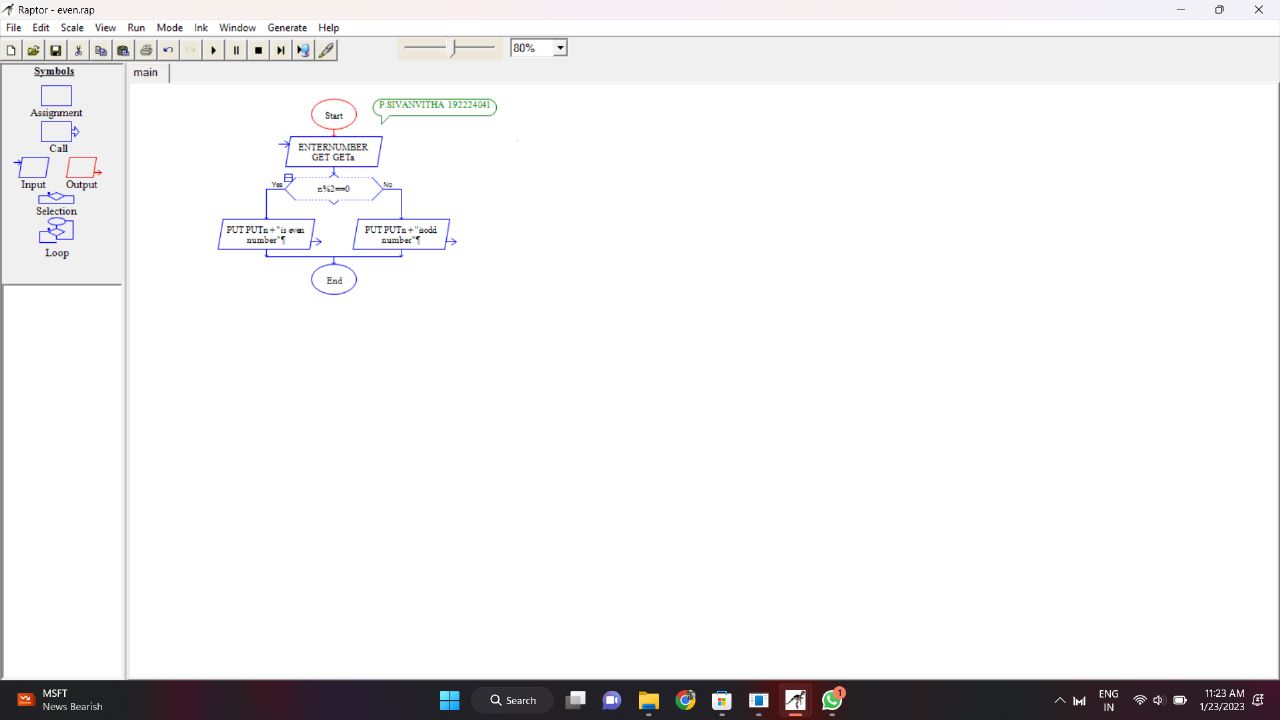 Raptor - even.rap
File Edit Scale View Run Mode Ink Window Generate Help
80%
Symbols
main
Assignment
Call
Input Output
Selection
Loop
P.SIVANVITHA 192224041
Start
ENTERNUMBER
GET GETa
Yes
n%2==0
No
PUT PUTn + "is even
number"¶
PUT PUTn + "isodd
number"¶
End
MSFT
News Bearish
Search
1
ENG
IN
11:23 AM
1/23/2023